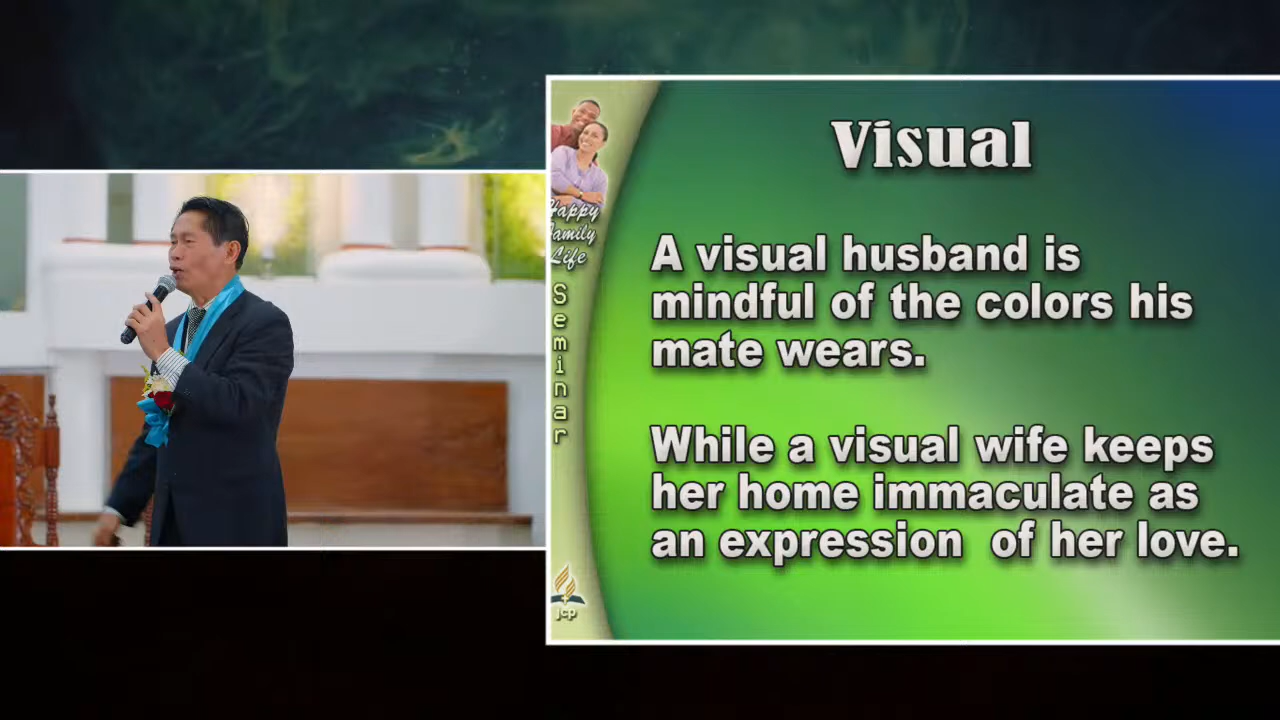 Visual
A visual husband is
mindful of the colors his
mate wears.
While a visual wife keeps
her home immaculate as
an expression of her love.
Happy
Family
Life
Seminar
jcp